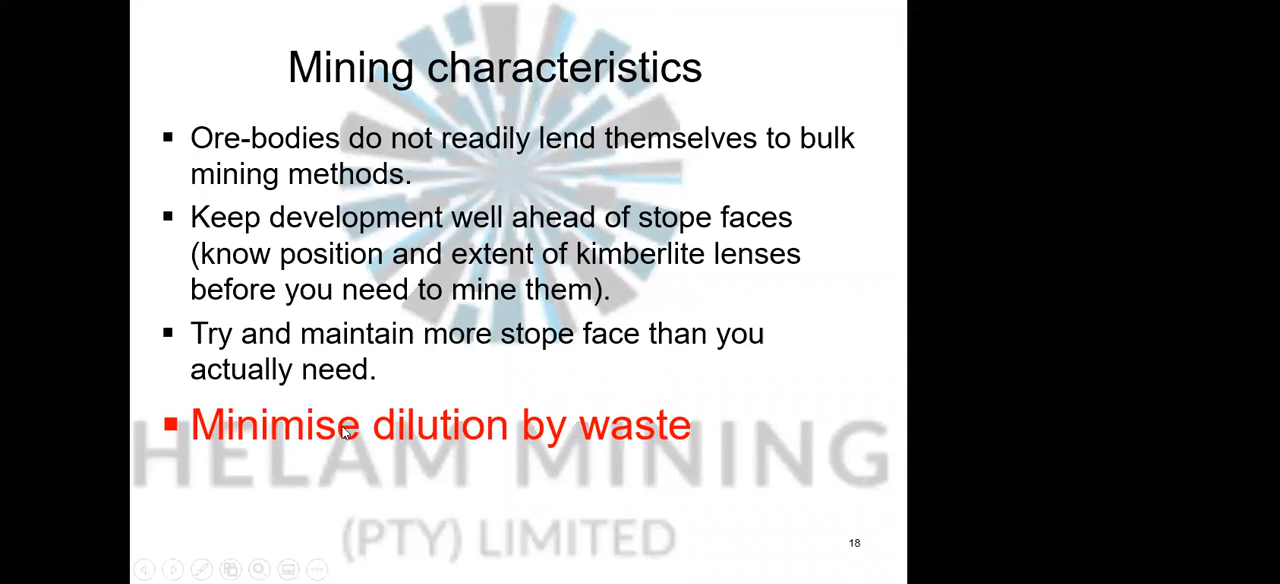 Mining characteristics
▪ Ore-bodies do not readily lend themselves to bulk
mining methods.
▪ Keep development well ahead of stope faces
(know position and extent of kimberlite lenses
before you need to mine them).
▪ Try and maintain more stope face than you
actually need.
▪ Minimise dilution by waste
HELAM MINING
(PTY) LIMITED
18